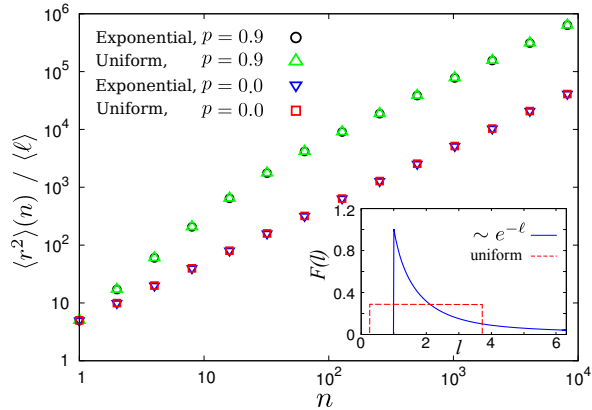 10^6
10^5
10^4
10^3
10^2
10
1
⟨r^2⟩(n) / ⟨ℓ⟩
Exponential, p = 0.9
Uniform, p = 0.9
Exponential, p = 0.0
Uniform, p = 0.0
1.2
0.8
0.4
0
F(l)
∼ e^{-ℓ}
uniform
0 2 4 6
l
1 10 10^2 10^3 10^4
n